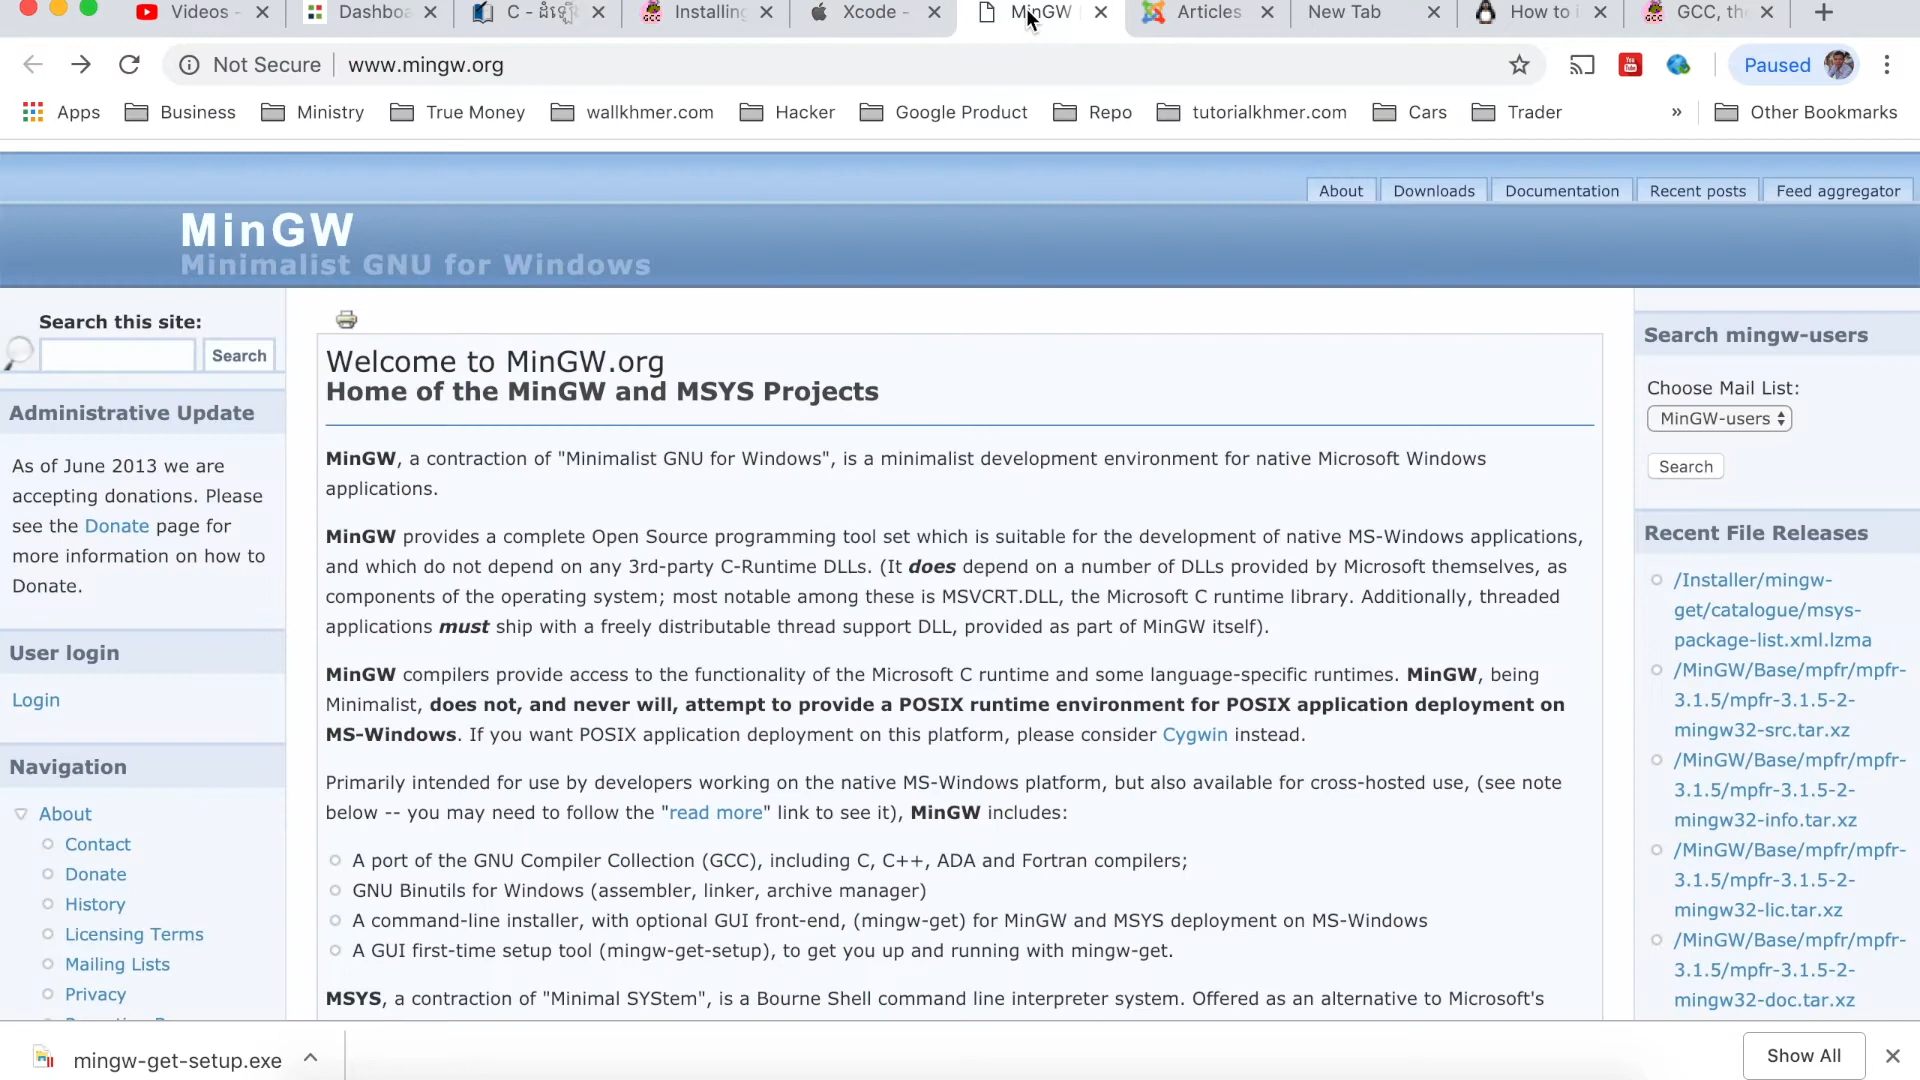 Videos -
Dashbo
C - ដំឡើ
Installing
Xcode -
MinGW
Articles
New Tab
How to i
GCC, th
Not Secure
www.mingw.org
Paused
Apps
Business
Ministry
True Money
wallkhmer.com
Hacker
Google Product
Repo
tutorialkhmer.com
Cars
Trader
»
Other Bookmarks
About
Downloads
Documentation
Recent posts
Feed aggregator
MinGW
Minimalist GNU for Windows
Search this site:
Search
Administrative Update
As of June 2013 we are
accepting donations. Please
see the Donate page for
more information on how to
Donate.
User login
Login
Navigation
About
Contact
Donate
History
Licensing Terms
Mailing Lists
Privacy
Welcome to MinGW.org
Home of the MinGW and MSYS Projects
MinGW, a contraction of "Minimalist GNU for Windows", is a minimalist development environment for native Microsoft Windows
applications.
MinGW provides a complete Open Source programming tool set which is suitable for the development of native MS-Windows applications,
and which do not depend on any 3rd-party C-Runtime DLLs. (It does depend on a number of DLLs provided by Microsoft themselves, as
components of the operating system; most notable among these is MSVCRT.DLL, the Microsoft C runtime library. Additionally, threaded
applications must ship with a freely distributable thread support DLL, provided as part of MinGW itself).
MinGW compilers provide access to the functionality of the Microsoft C runtime and some language-specific runtimes. MinGW, being
Minimalist, does not, and never will, attempt to provide a POSIX runtime environment for POSIX application deployment on
MS-Windows. If you want POSIX application deployment on this platform, please consider Cygwin instead.
Primarily intended for use by developers working on the native MS-Windows platform, but also available for cross-hosted use, (see note
below -- you may need to follow the "read more" link to see it), MinGW includes:
A port of the GNU Compiler Collection (GCC), including C, C++, ADA and Fortran compilers;
GNU Binutils for Windows (assembler, linker, archive manager)
A command-line installer, with optional GUI front-end, (mingw-get) for MinGW and MSYS deployment on MS-Windows
A GUI first-time setup tool (mingw-get-setup), to get you up and running with mingw-get.
MSYS, a contraction of "Minimal SYStem", is a Bourne Shell command line interpreter system. Offered as an alternative to Microsoft's
Search mingw-users
Choose Mail List:
MinGW-users
Search
Recent File Releases
/Installer/mingw-
get/catalogue/msys-
package-list.xml.lzma
/MinGW/Base/mpfr/mpfr-
3.1.5/mpfr-3.1.5-2-
mingw32-src.tar.xz
/MinGW/Base/mpfr/mpfr-
3.1.5/mpfr-3.1.5-2-
mingw32-info.tar.xz
/MinGW/Base/mpfr/mpfr-
3.1.5/mpfr-3.1.5-2-
mingw32-lic.tar.xz
/MinGW/Base/mpfr/mpfr-
3.1.5/mpfr-3.1.5-2-
mingw32-doc.tar.xz
mingw-get-setup.exe
Show All